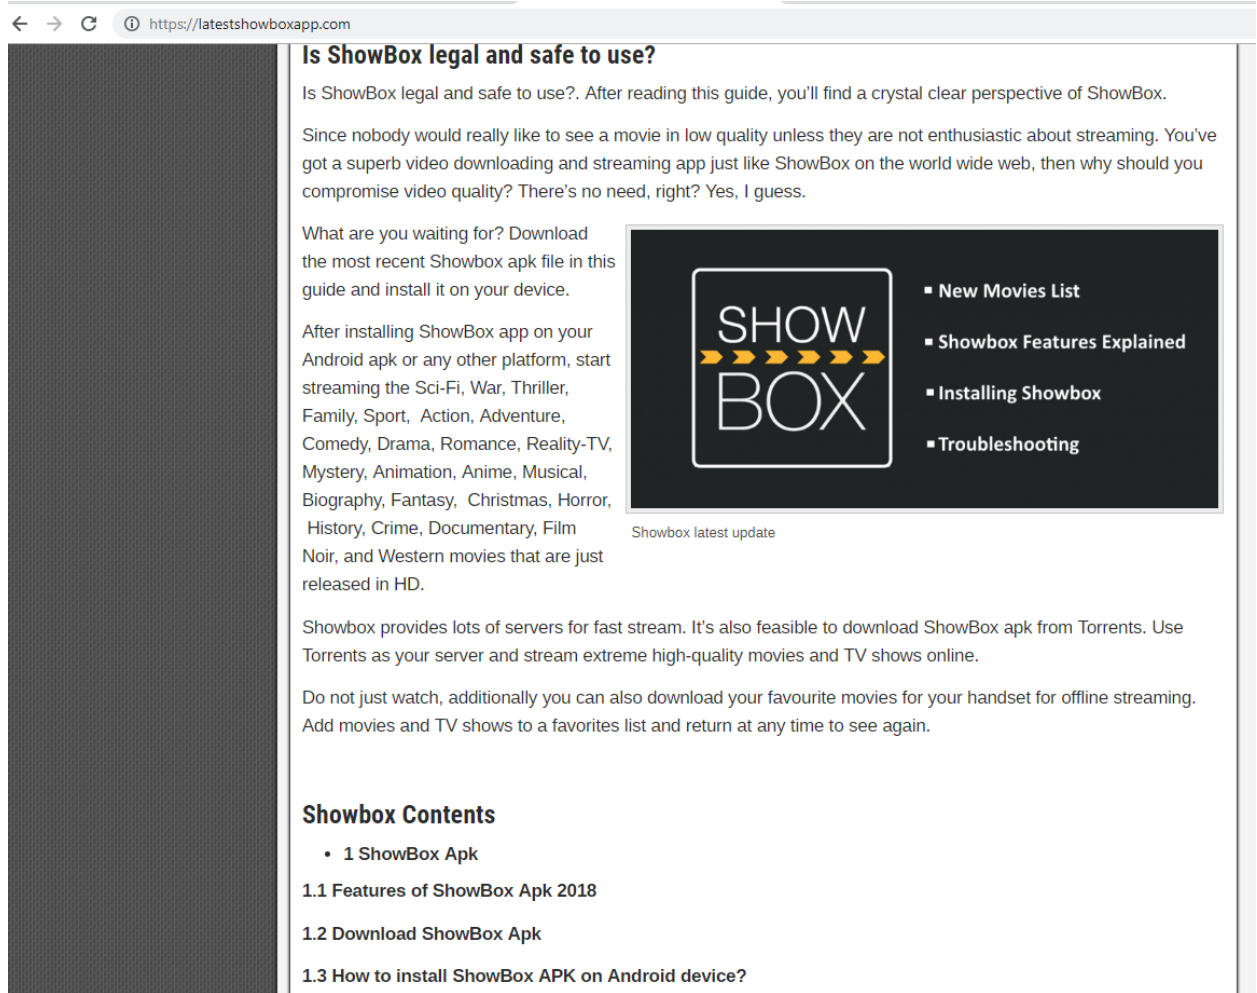 https://latestshowboxapp.com
Is ShowBox legal and safe to use?
Is ShowBox legal and safe to use?. After reading this guide, you'll find a crystal clear perspective of ShowBox.
Since nobody would really like to see a movie in low quality unless they are not enthusiastic about streaming. You've
got a superb video downloading and streaming app just like ShowBox on the world wide web, then why should you
compromise video quality? There's no need, right? Yes, I guess.
What are you waiting for? Download
the most recent Showbox apk file in this
guide and install it on your device.
After installing ShowBox app on your
Android apk or any other platform, start
streaming the Sci-Fi, War, Thriller,
Family, Sport,  Action, Adventure,
Comedy, Drama, Romance, Reality-TV,
Mystery, Animation, Anime, Musical,
Biography, Fantasy,  Christmas, Horror,
History, Crime, Documentary, Film
Noir, and Western movies that are just
released in HD.
SHOW
BOX
▪ New Movies List
▪ Showbox Features Explained
▪ Installing Showbox
▪ Troubleshooting
Showbox latest update
Showbox provides lots of servers for fast stream. It's also feasible to download ShowBox apk from Torrents. Use
Torrents as your server and stream extreme high-quality movies and TV shows online.
Do not just watch, additionally you can also download your favourite movies for your handset for offline streaming.
Add movies and TV shows to a favorites list and return at any time to see again.
Showbox Contents
• 1 ShowBox Apk
1.1 Features of ShowBox Apk 2018
1.2 Download ShowBox Apk
1.3 How to install ShowBox APK on Android device?